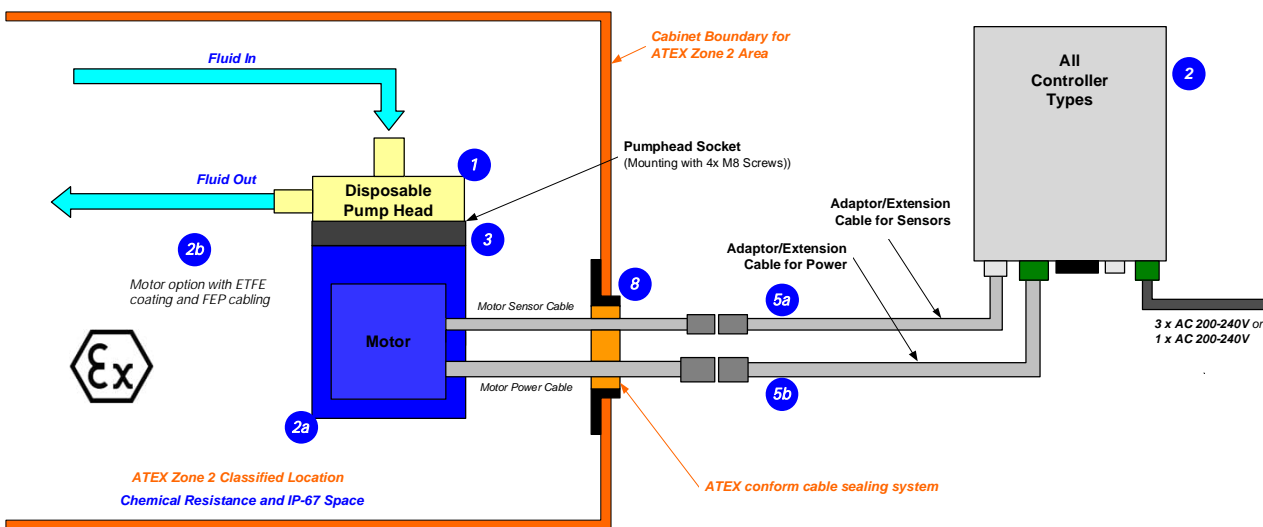 Fluid In
Fluid Out
2b
Motor option with ETFE
coating and FEP cabling
Ex
1
Disposable
Pump Head
3
Motor
2a
ATEX Zone 2 Classified Location
Chemical Resistance and IP-67 Space
Cabinet Boundary for
ATEX Zone 2 Area
Pumphead Socket
(Mounting with 4x M8 Screws))
Motor Sensor Cable
Motor Power Cable
8
ATEX conform cable sealing system
5a
5b
Adaptor/Extension
Cable for Sensors
Adaptor/Extension
Cable for Power
All
Controller
Types
2
3 x AC 200-240V or
1 x AC 200-240V
.